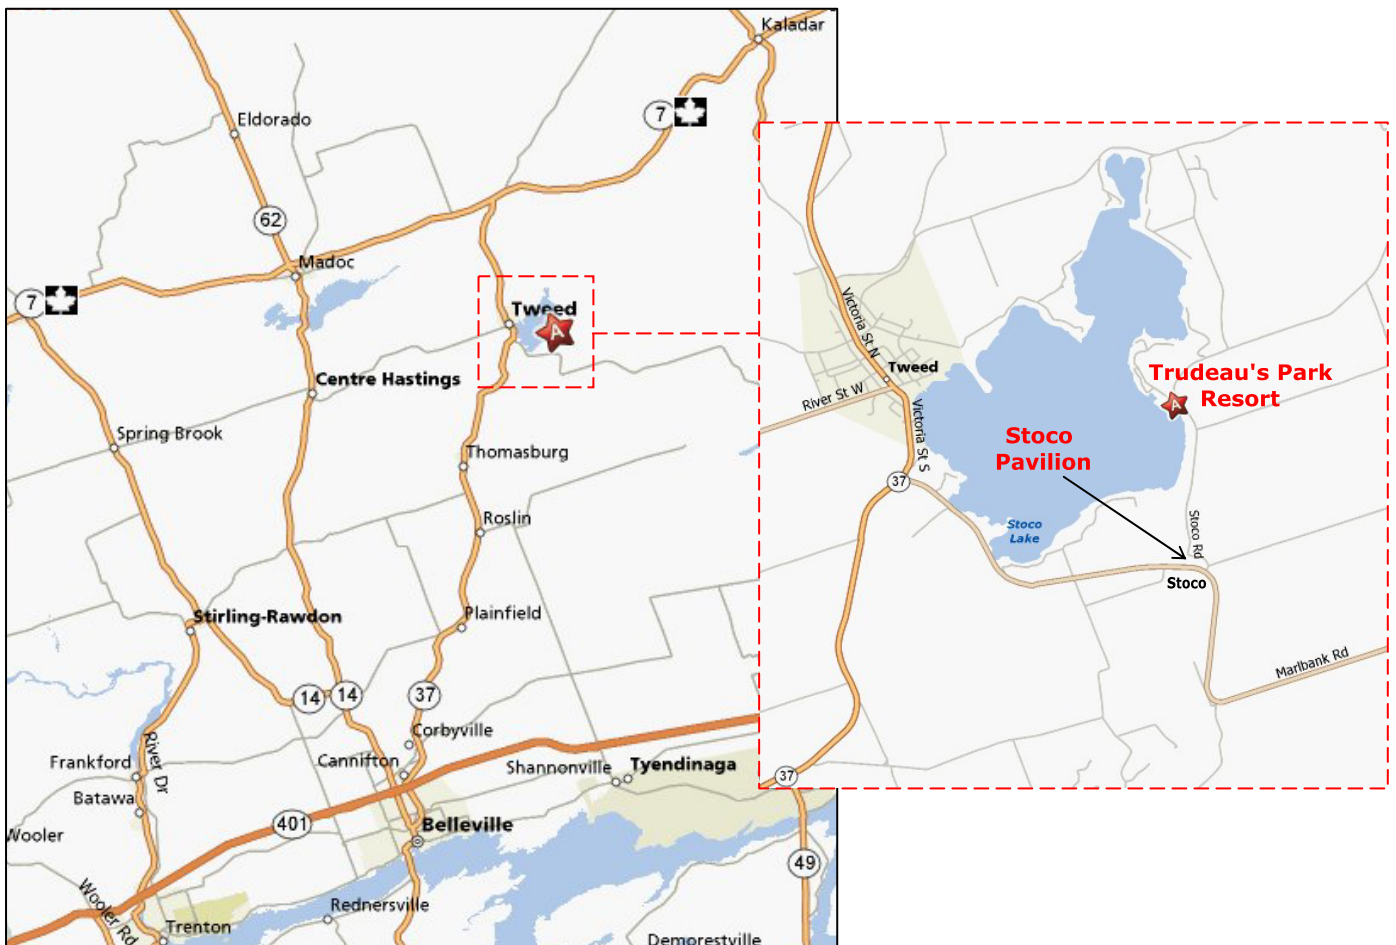 Kaladar
7
Eldorado
62
Madoc
7
Tweed
A
Centre Hastings
Spring Brook
Thomasburg
Roslin
Stirling-Rawdon
Plainfield
14
14
37
Corbyville
Cannifton
Frankford
River Dr
Shannonville
Tyendinaga
Batawa
401
Belleville
Wooler
49
Wooler Rd
Rednersville
Trenton
Demorestville
Victoria St N
Tweed
River St W
Victoria St S
Trudeau's Park
Resort
A
Stoco
Pavilion
37
Stoco
Lake
Stoco Rd
Stoco
Marlbank Rd
37